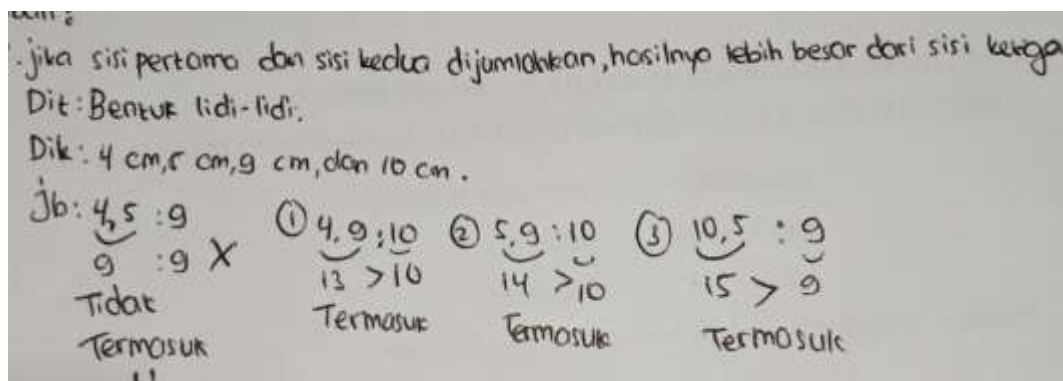 . jika sisi pertama dan sisi kedua dijumlahkan, hasilnya lebih besar dari sisi ketiga
Dit : Bentuk lidi-lidi.
Dik : 4 cm, 5 cm, 9 cm, dan 10 cm.
jb : 4,5 : 9 ① 4,9 : 10 ② 5,9 : 10 ③ 10,5 : 9
9 : 9 X 13 > 10 14 > 10 15 > 9
Tidak Termasuk Termasuk Termasuk
Termasuk